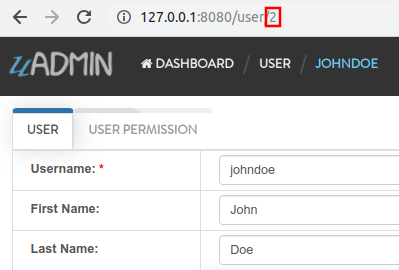 127.0.0.1:8080/user/2
uADMIN DASHBOARD / USER / JOHNDOE
USER USER PERMISSION
Username: * johndoe
First Name: John
Last Name: Doe